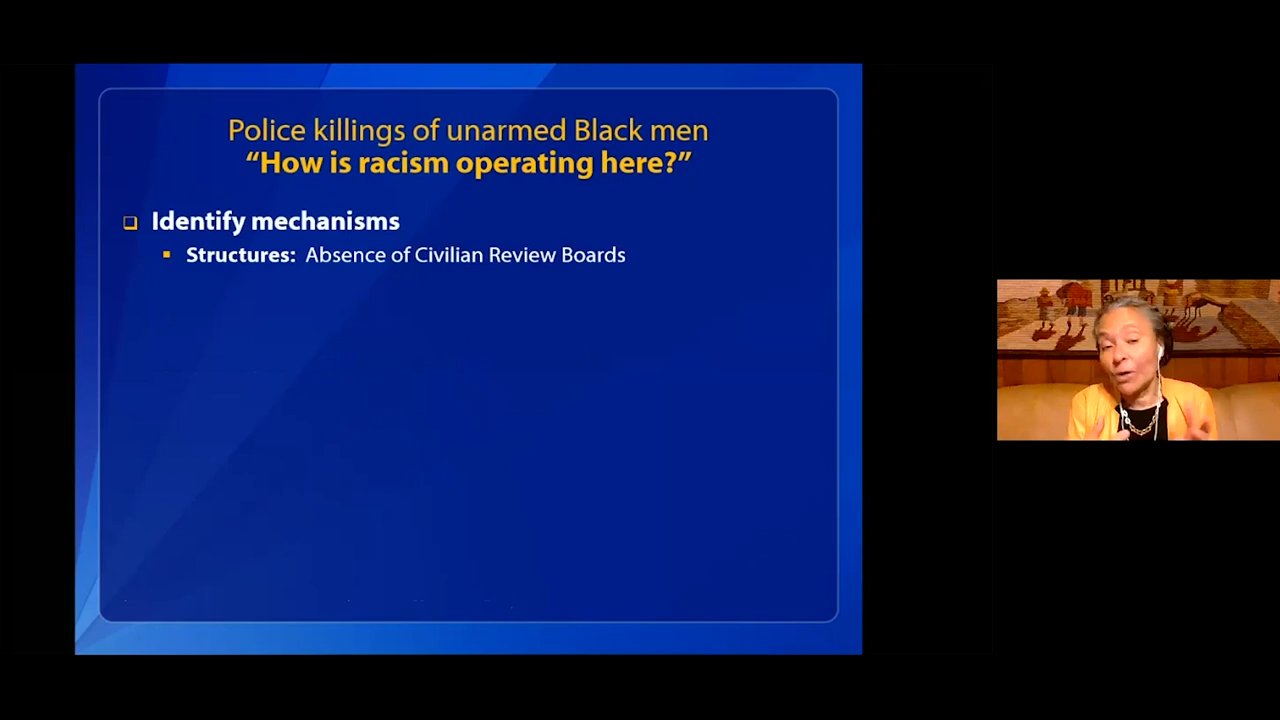 Police killings of unarmed Black men
“How is racism operating here?”
❑ Identify mechanisms
▪ Structures: Absence of Civilian Review Boards